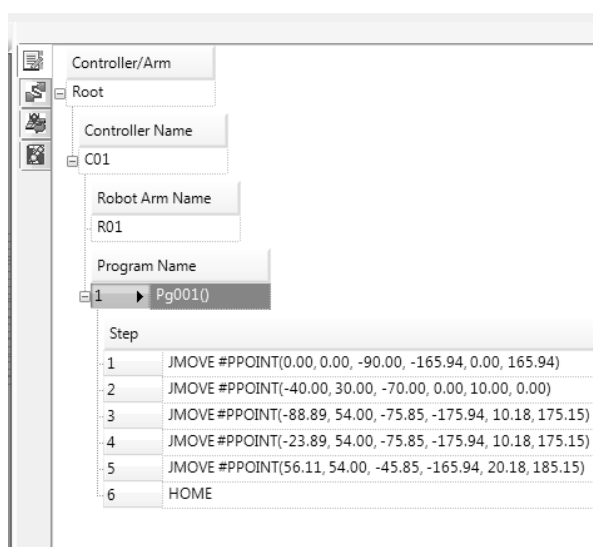 Controller/Arm
Root
Controller Name
C01
Robot Arm Name
R01
Program Name
1 Pg001()
Step
1 JMOVE #PPOINT(0.00, 0.00, -90.00, -165.94, 0.00, 165.94)
2 JMOVE #PPOINT(-40.00, 30.00, -70.00, 0.00, 10.00, 0.00)
3 JMOVE #PPOINT(-88.89, 54.00, -75.85, -175.94, 10.18, 175.15)
4 JMOVE #PPOINT(-23.89, 54.00, -75.85, -175.94, 10.18, 175.15)
5 JMOVE #PPOINT(56.11, 54.00, -45.85, -165.94, 20.18, 185.15)
6 HOME